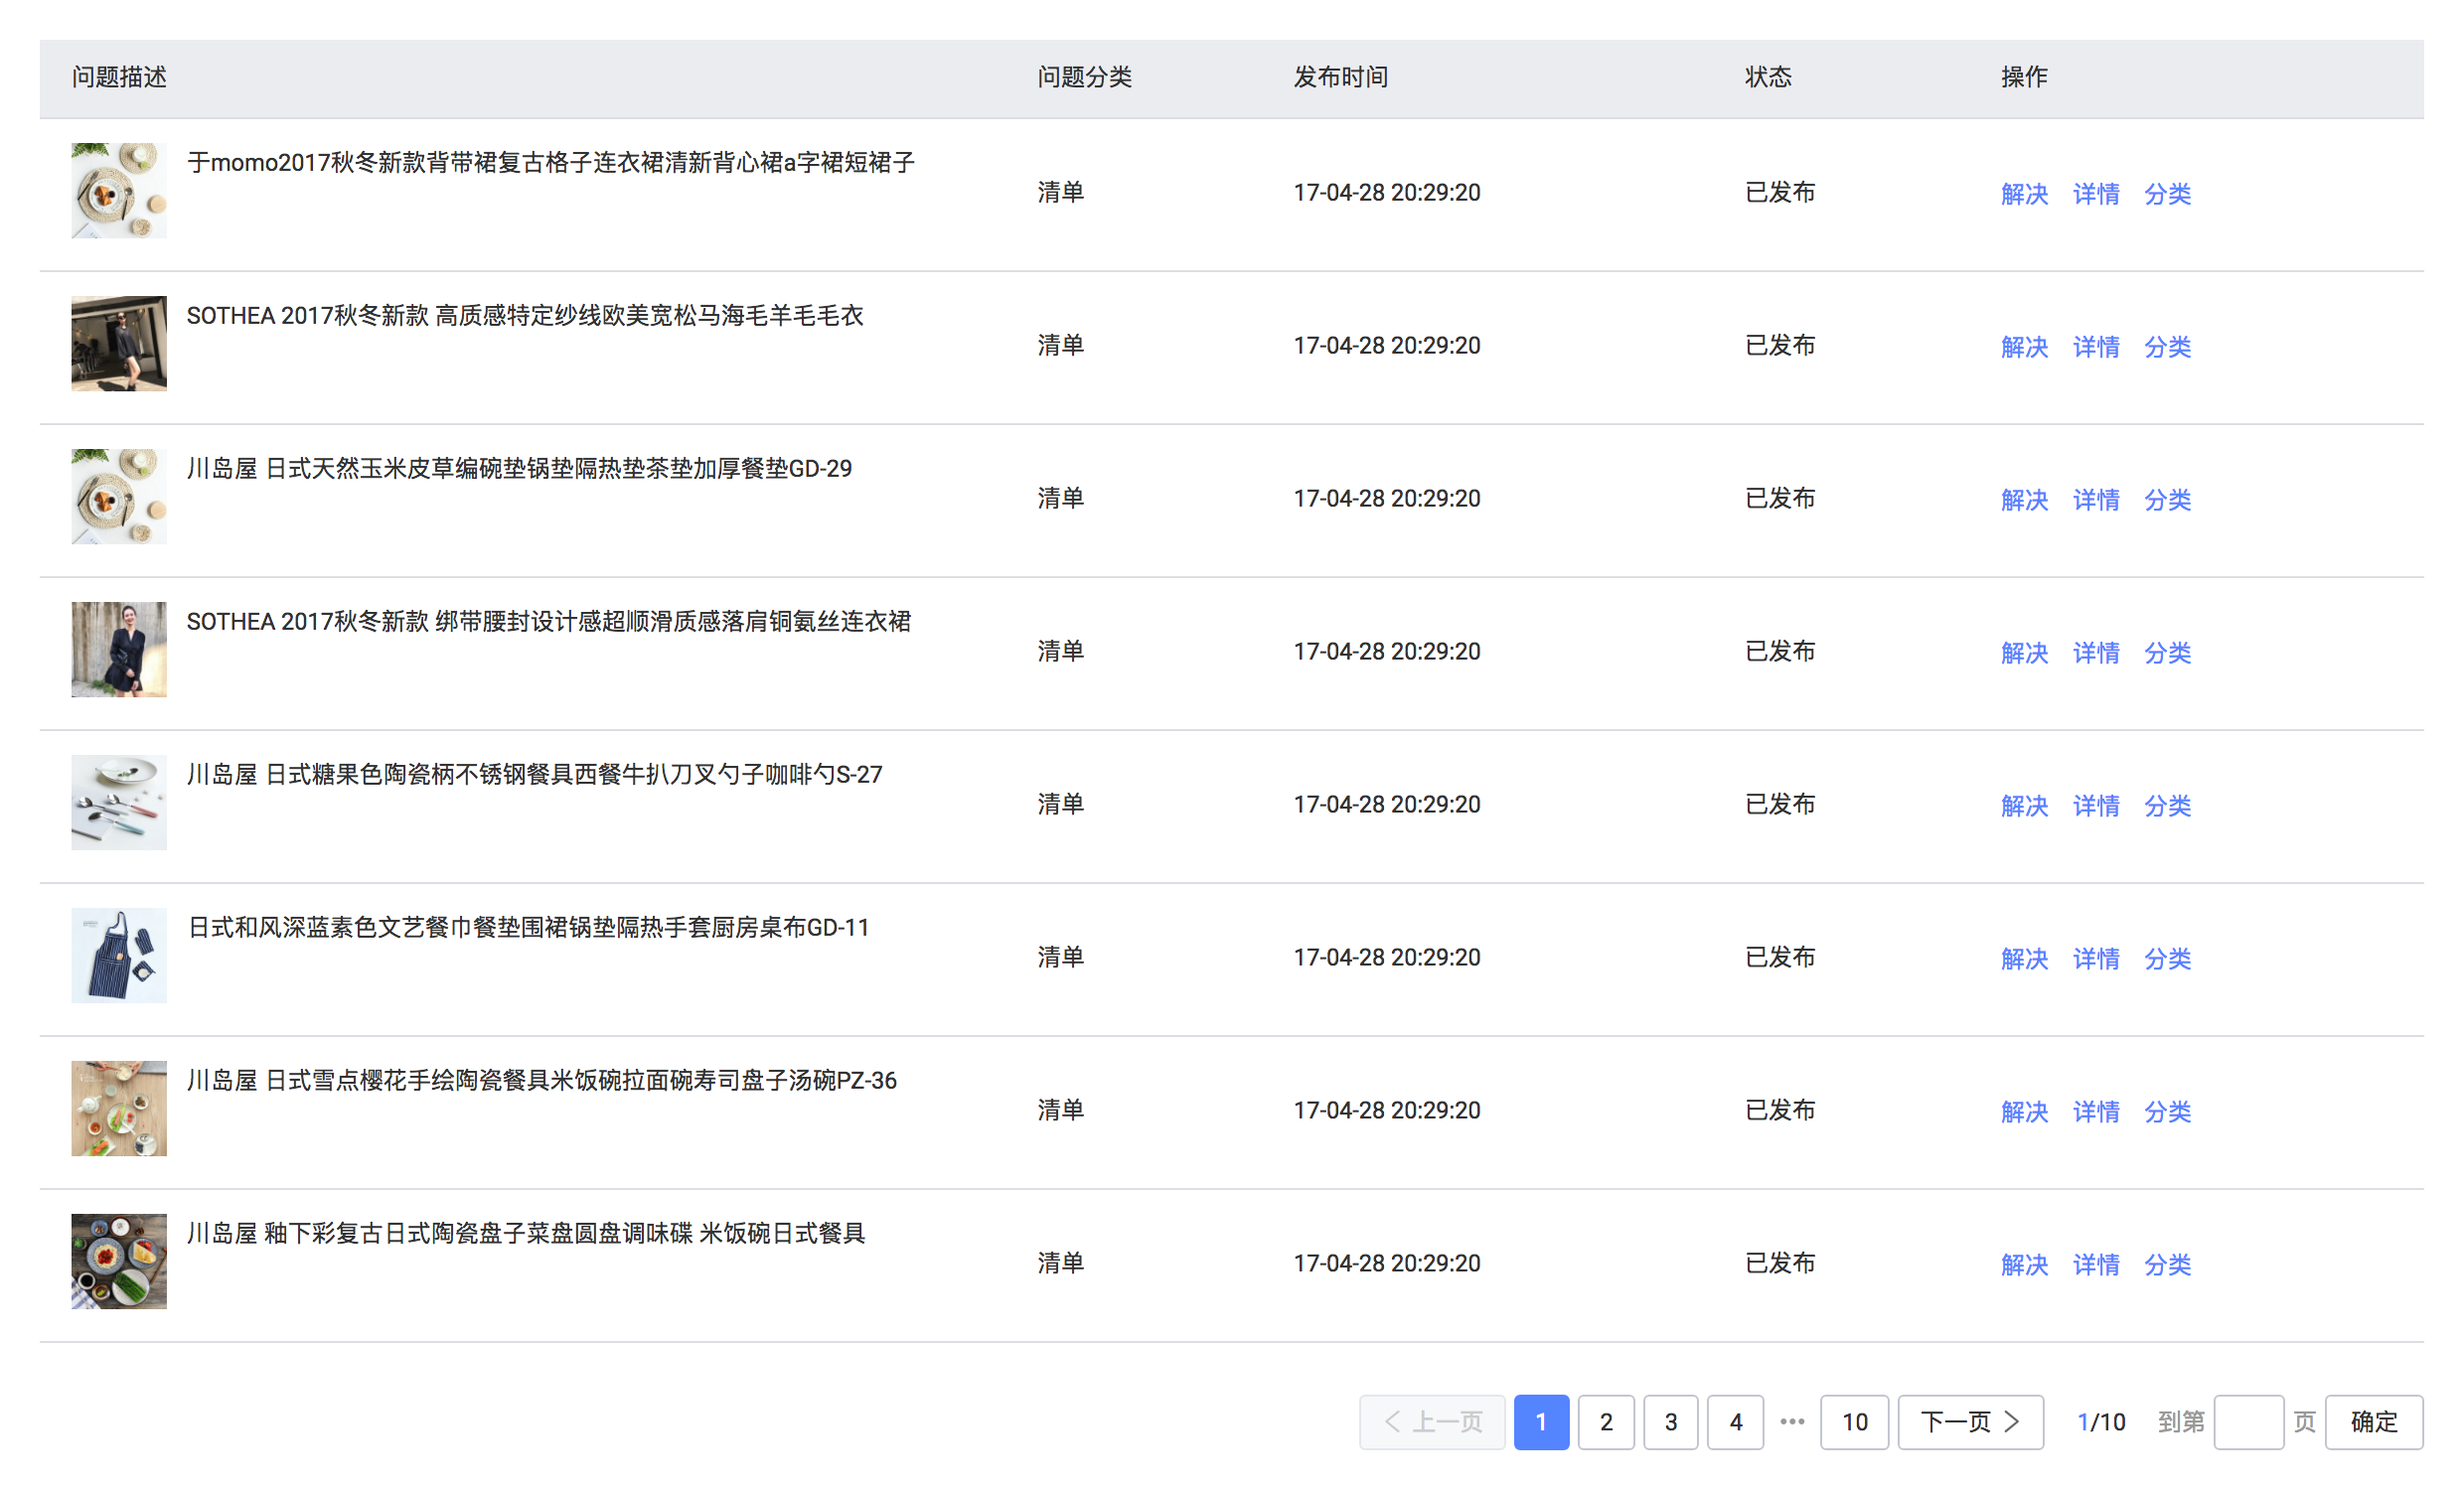 问题描述 问题分类 发布时间 状态 操作
于momo2017秋冬新款背带裙复古格子连衣裙清新背心裙a字裙短裙子
清单 17-04-28 20:29:20 已发布 解决 详情 分类
SOTHEA 2017秋冬新款 高质感特定纱线欧美宽松马海毛羊毛毛衣
清单 17-04-28 20:29:20 已发布 解决 详情 分类
川岛屋 日式天然玉米皮草编碗垫锅垫隔热垫茶垫加厚餐垫GD-29
清单 17-04-28 20:29:20 已发布 解决 详情 分类
SOTHEA 2017秋冬新款 绑带腰封设计感超顺滑质感落肩铜氨丝连衣裙
清单 17-04-28 20:29:20 已发布 解决 详情 分类
川岛屋 日式糖果色陶瓷柄不锈钢餐具西餐牛扒刀叉勺子咖啡勺S-27
清单 17-04-28 20:29:20 已发布 解决 详情 分类
日式和风深蓝素色文艺餐巾餐垫围裙锅垫隔热手套厨房桌布GD-11
清单 17-04-28 20:29:20 已发布 解决 详情 分类
川岛屋 日式雪点樱花手绘陶瓷餐具米饭碗拉面碗寿司盘子汤碗PZ-36
清单 17-04-28 20:29:20 已发布 解决 详情 分类
川岛屋 釉下彩复古日式陶瓷盘子菜盘圆盘调味碟 米饭碗日式餐具
清单 17-04-28 20:29:20 已发布 解决 详情 分类
上一页 1 2 3 4 ••• 10 下一页 1/10 到第 页 确定